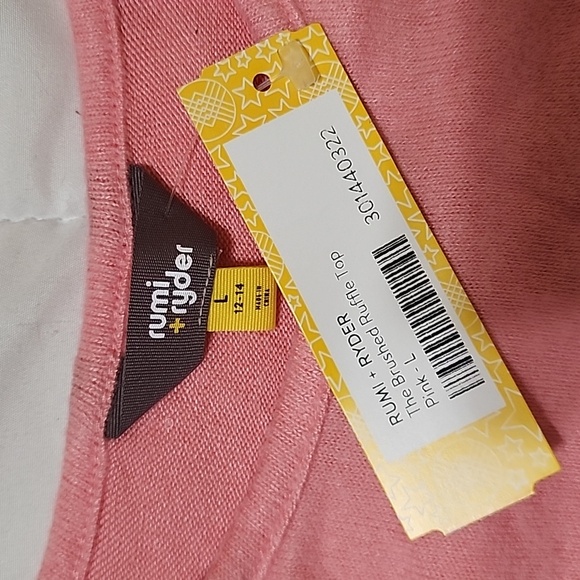 rumi
+ryder
L
12-14
MADE IN
CHINA
RUMI + RYDER
The Brushed Ruffle Top
Pink - L
301440322